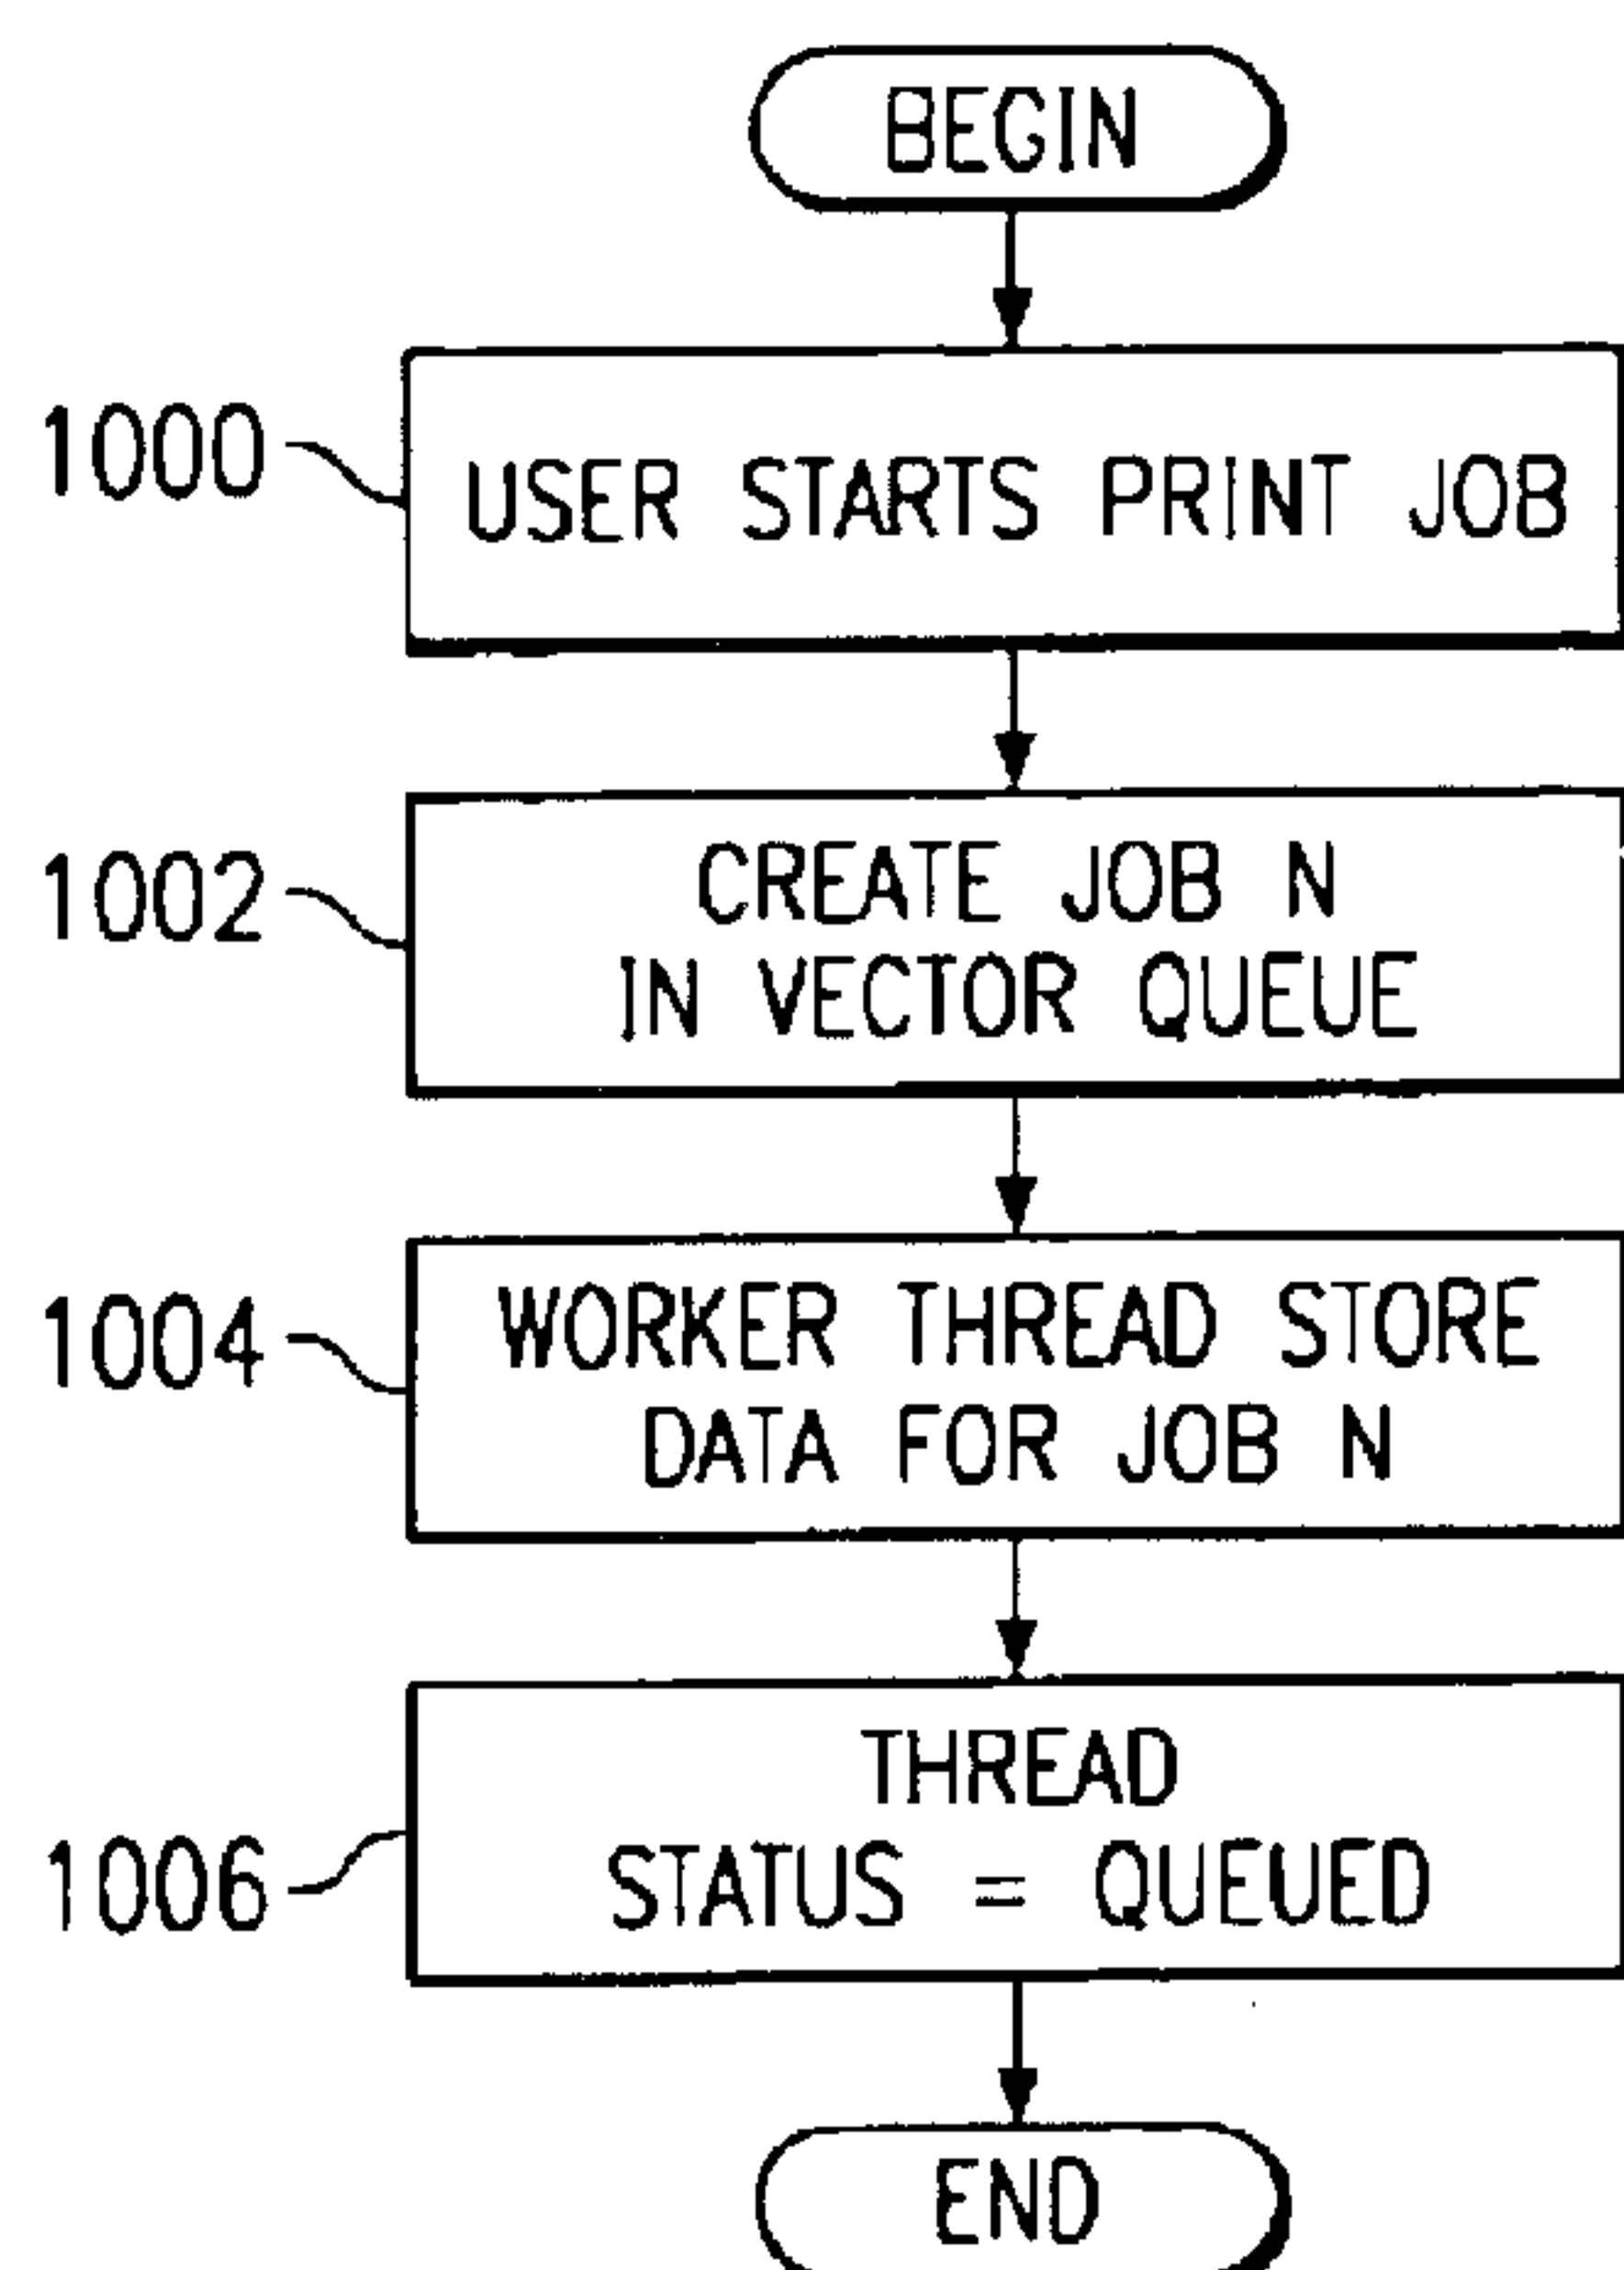 BEGIN
1000
USER STARTS PRINT JOB
1002
CREATE JOB N
IN VECTOR QUEUE
1004
WORKER THREAD STORE
DATA FOR JOB N
1006
THREAD
STATUS = QUEUED
END